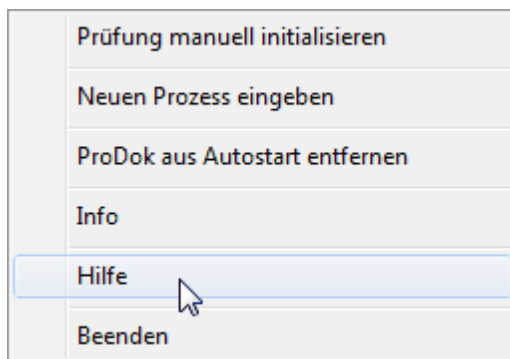 Prüfung manuell initialisieren
Neuen Prozess eingeben
ProDok aus Autostart entfernen
Info
Hilfe
Beenden